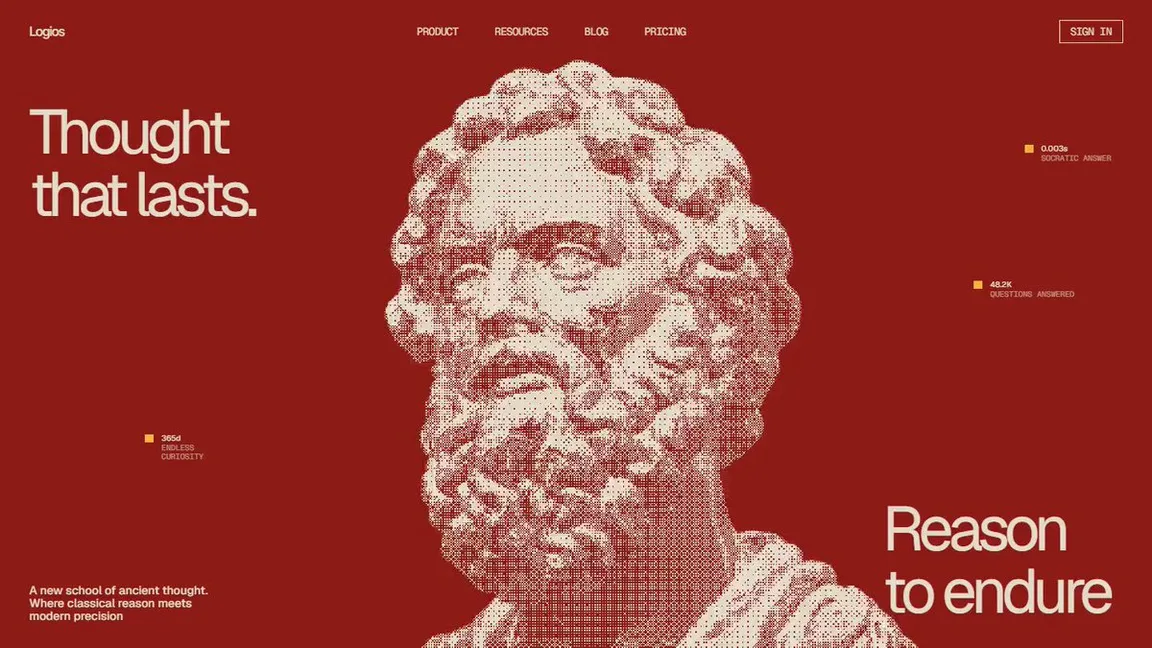 Logios
PRODUCT
RESOURCES
BLOG
PRICING
SIGN IN
Thought
that lasts.
0.003s
SOCRATIC ANSWER
48.2K
QUESTIONS ANSWERED
365d
ENDLESS
CURIOSITY
Reason
to endure
A new school of ancient thought.
Where classical reason meets
modern precision